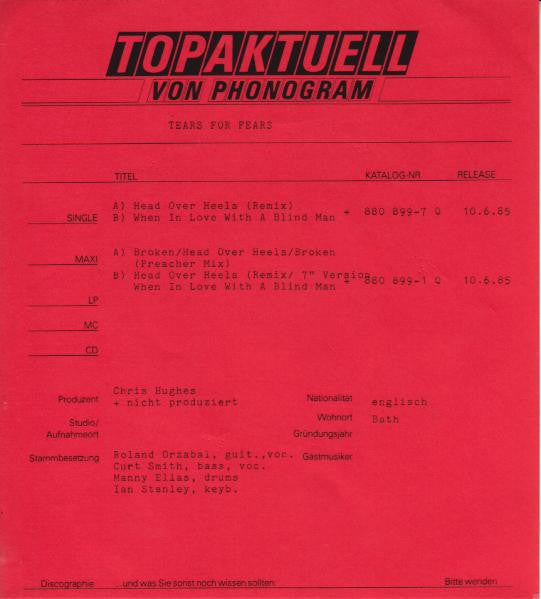 TOPAKTUELL
VON PHONOGRAM
TEARS FOR FEARS
TITEL KATALOG-NR RELEASE
SINGLE A) Head Over Heels (Remix)
B) When In Love With A Blind Man + 880 899-7 Q 10.6.85
MAXI A) Broken/Head Over Heels/Broken
(Preacher Mix)
B) Head Over Heels (Remix/ 7" Version
When In Love With A Blind Man + 880 899-1 Q 10.6.85
LP
MC
CD
Produzent Chris Hughes
+ nicht produziert
Nationalität englisch
Wohnort Bath
Studio/
Aufnahmeort
Gründungsjahr
Stammbesetzung Roland Orzabal, guit.,voc.
Curt Smith, bass, voc.
Manny Elias, drums
Ian Stanley, keyb.
Gastmusiker
Discographie ...und was Sie sonst noch wissen sollten: Bitte wenden